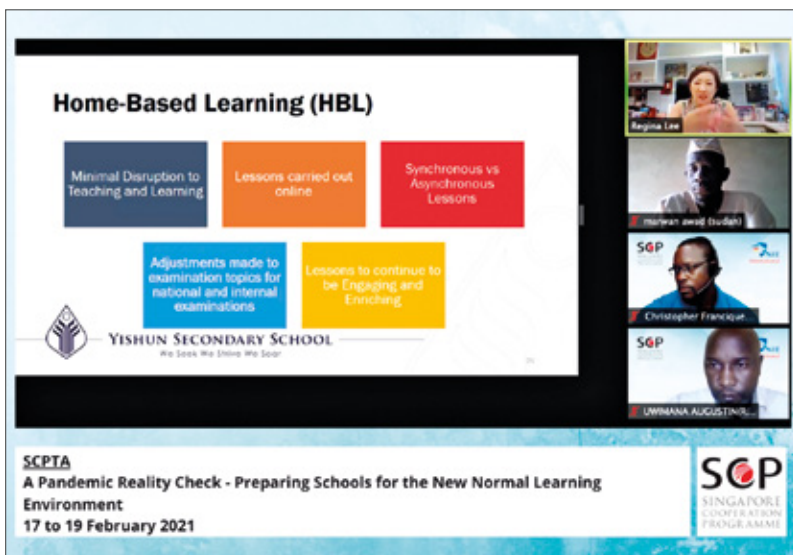 Home-Based Learning (HBL)
Minimal Disruption to
Teaching and Learning
Lessons carried out
online
Synchronous vs
Asynchronous
Lessons
Adjustments made to
examination topics for
national and internal
examinations
Lessons to continue to
be Engaging and
Enriching
YISHUN SECONDARY SCHOOL
We Seek We Strive We Soar
Regina Lee
marwan awad (sudan)
SCP
Christopher Francique...
SCP
UWIMANA AUGUSTIN(R...
SCPTA
A Pandemic Reality Check - Preparing Schools for the New Normal Learning
Environment
17 to 19 February 2021
SCP
SINGAPORE
COOPERATION
PROGRAMME